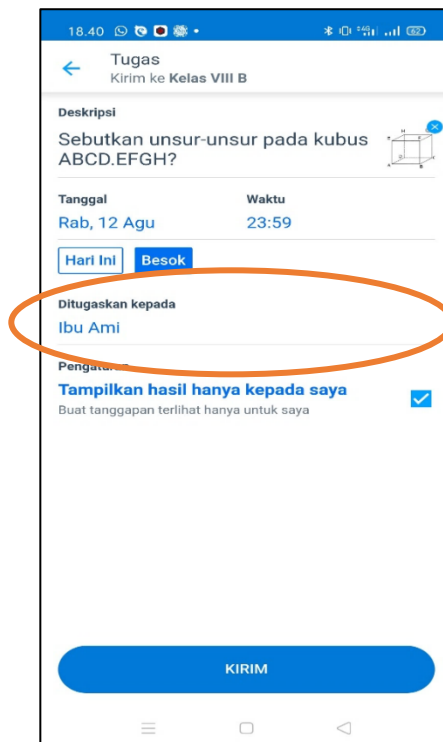 18.40
62
Tugas
Kirim ke Kelas VIII B
Deskripsi
Sebutkan unsur-unsur pada kubus
ABCD.EFGH?
Tanggal Waktu
Rab, 12 Agu 23:59
Hari Ini Besok
Ditugaskan kepada
Ibu Ami
Pengaturan
Tampilkan hasil hanya kepada saya
Buat tanggapan terlihat hanya untuk saya
KIRIM